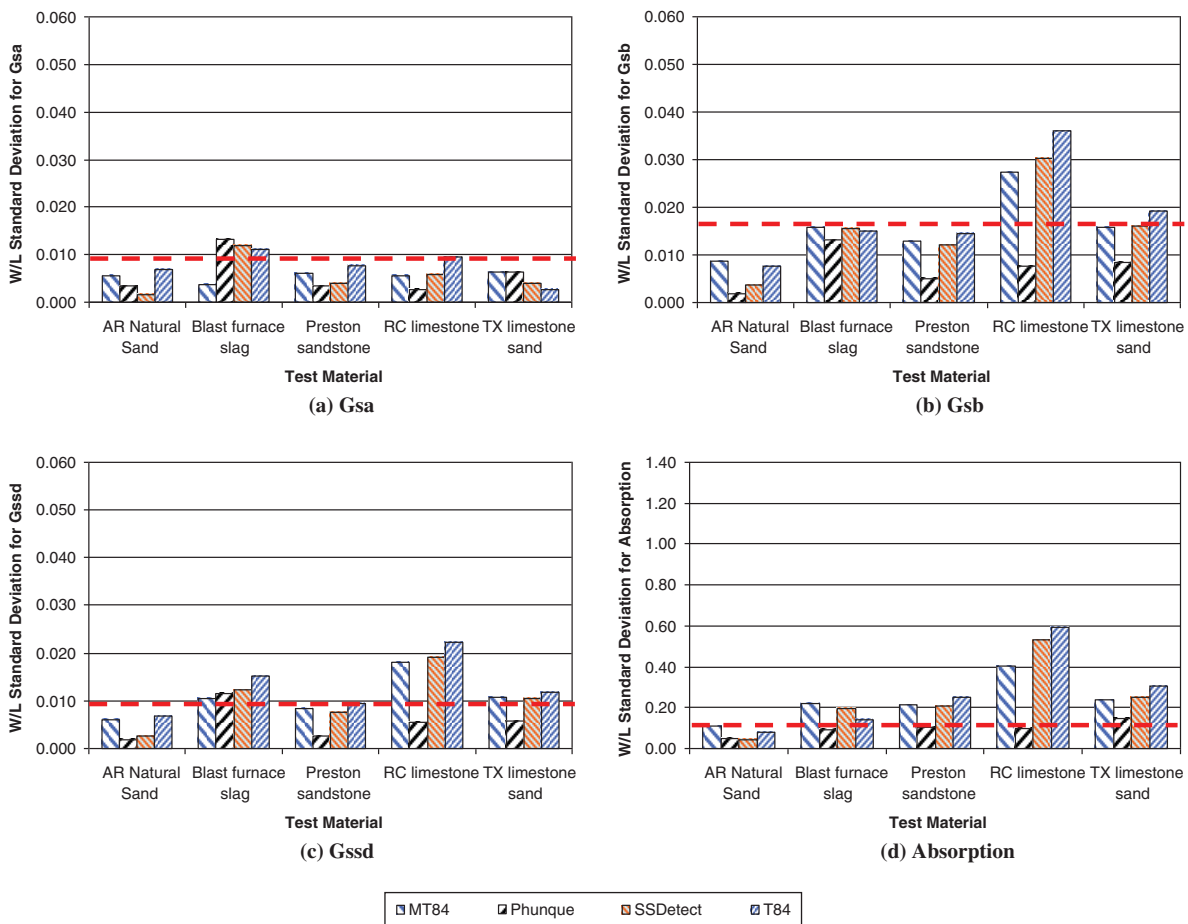 W/L Standard Deviation for Gsa
0.060
0.050
0.040
0.030
0.020
0.010
0.000
AR Natural
Sand
Blast furnace
slag
Preston
sandstone
RC limestone
TX limestone
sand
Test Material
(a) Gsa
W/L Standard Deviation for Gsb
0.060
0.050
0.040
0.030
0.020
0.010
0.000
AR Natural
Sand
Blast furnace
slag
Preston
sandstone
RC limestone
TX limestone
sand
Test Material
(b) Gsb
W/L Standard Deviation for Gssd
0.060
0.050
0.040
0.030
0.020
0.010
0.000
AR Natural
Sand
Blast furnace
slag
Preston
sandstone
RC limestone
TX limestone
sand
Test Material
(c) Gssd
W/L Standard Deviation for Absorption
1.40
1.20
1.00
0.80
0.60
0.40
0.20
0.00
AR Natural
Sand
Blast furnace
slag
Preston
sandstone
RC limestone
TX limestone
sand
Test Material
(d) Absorption
MT84 Phunque SSDetect T84